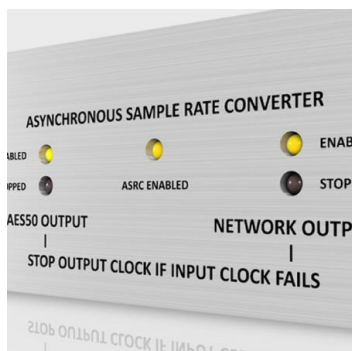 ASYNCHRONOUS SAMPLE RATE CONVERTER
ABLED
ENAB
OPPED
ASRC ENABLED
STOP
AES50 OUTPUT
NETWORK OUTP
STOP OUTPUT CLOCK IF INPUT CLOCK FAILS